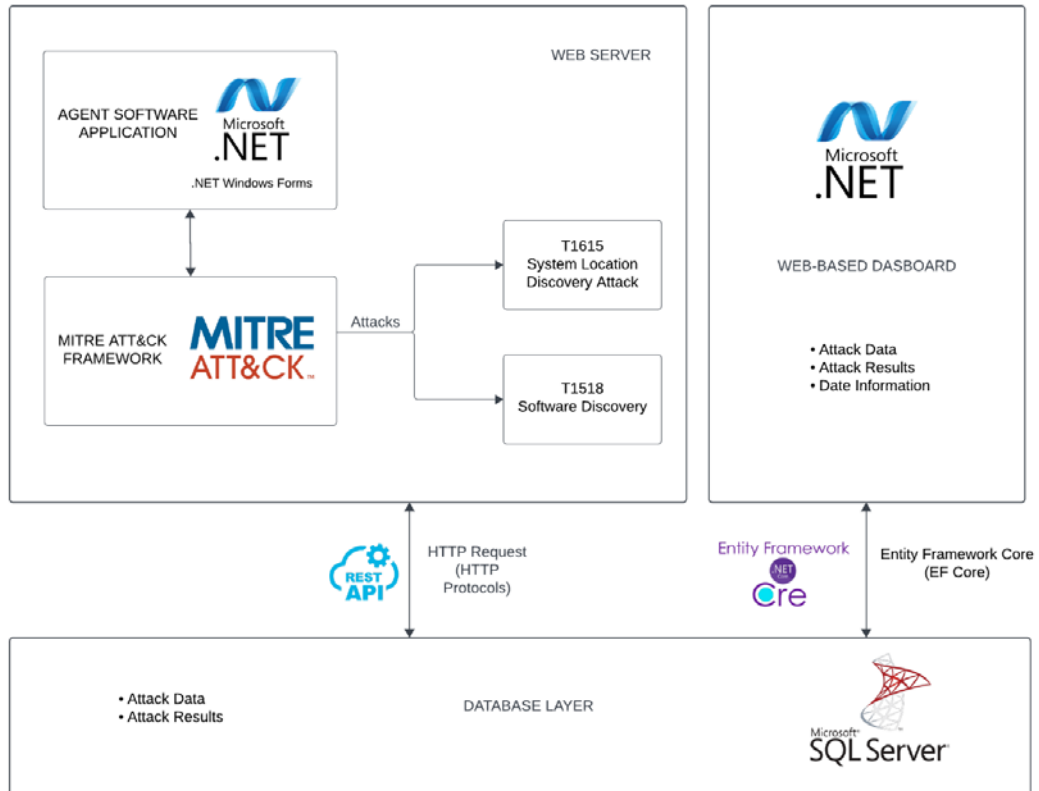 WEB SERVER
AGENT SOFTWARE
APPLICATION
Microsoft
.NET
.NET Windows Forms
MITRE ATT&CK
FRAMEWORK
MITRE
ATT&CK™
Attacks
T1615
System Location
Discovery Attack
T1518
Software Discovery
Microsoft
.NET
WEB-BASED DASBOARD
• Attack Data
• Attack Results
• Date Information
REST
API
HTTP Request
(HTTP
Protocols)
Entity Framework
.NET
Core
Entity Framework Core
(EF Core)
• Attack Data
• Attack Results
DATABASE LAYER
Microsoft®
SQL Server